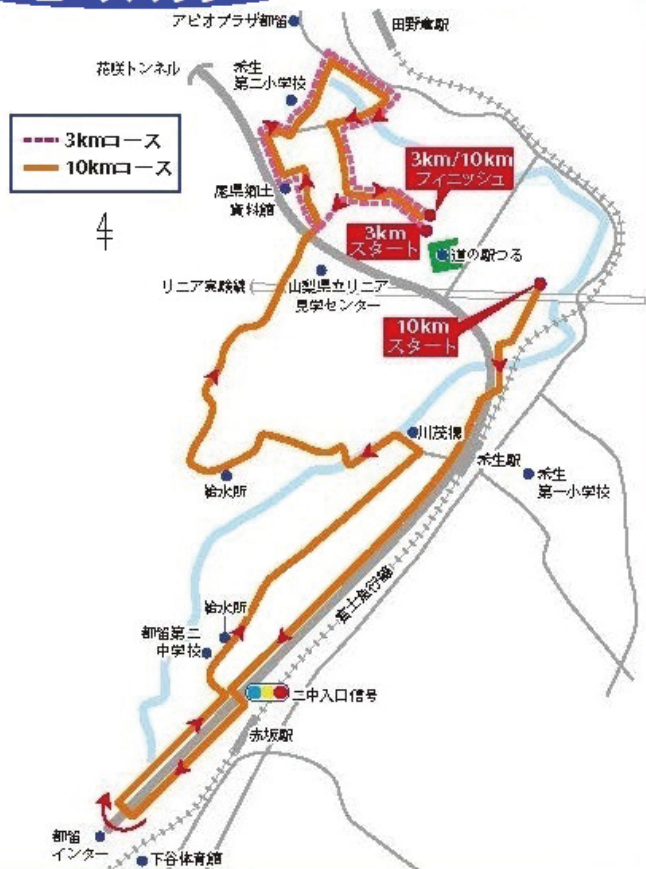 アピオプラザ都留
田野倉駅
花咲トンネル
禾生
第二小学校
3kmコース
10kmコース
3km/10km
フィニッシュ
尾県郷土
資料館
3km
スタート
道の駅つる
リニア実験線
山梨県立リニア
見学センター
10km
スタート
川茂橋
禾生駅
禾生
第一小学校
給水所
富士急行線
給水所
都留第二
中学校
二中入口信号
赤坂駅
都留
インター
下谷体育館